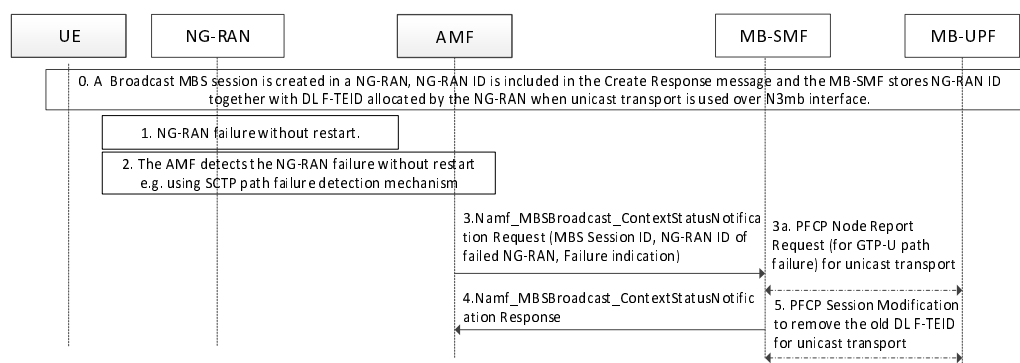 UE
NG-RAN
AMF
MB-SMF
MB-UPF
0. A Broadcast MBS session is created in a NG-RAN, NG-RAN ID is included in the Create Response message and the MB-SMF stores NG-RAN ID
together with DL F-TEID allocated by the NG-RAN when unicast transport is used over N3mb interface.
1. NG-RAN failure without restart.
2. The AMF detects the NG-RAN failure without restart
e.g. using SCTP path failure detection mechanism
3.Namf_MBSBroadcast_ContextStatusNotifica
tion Request (MBS Session ID, NG-RAN ID of
failed NG-RAN, Failure indication)
3a. PFCP Node Report
Request (for GTP-U path
failure) for unicast transport
4.Namf_MBSBroadcast_ContextStatusNotific
ation Response
5. PFCP Session Modification
to remove the old DL F-TEID
for unicast transport